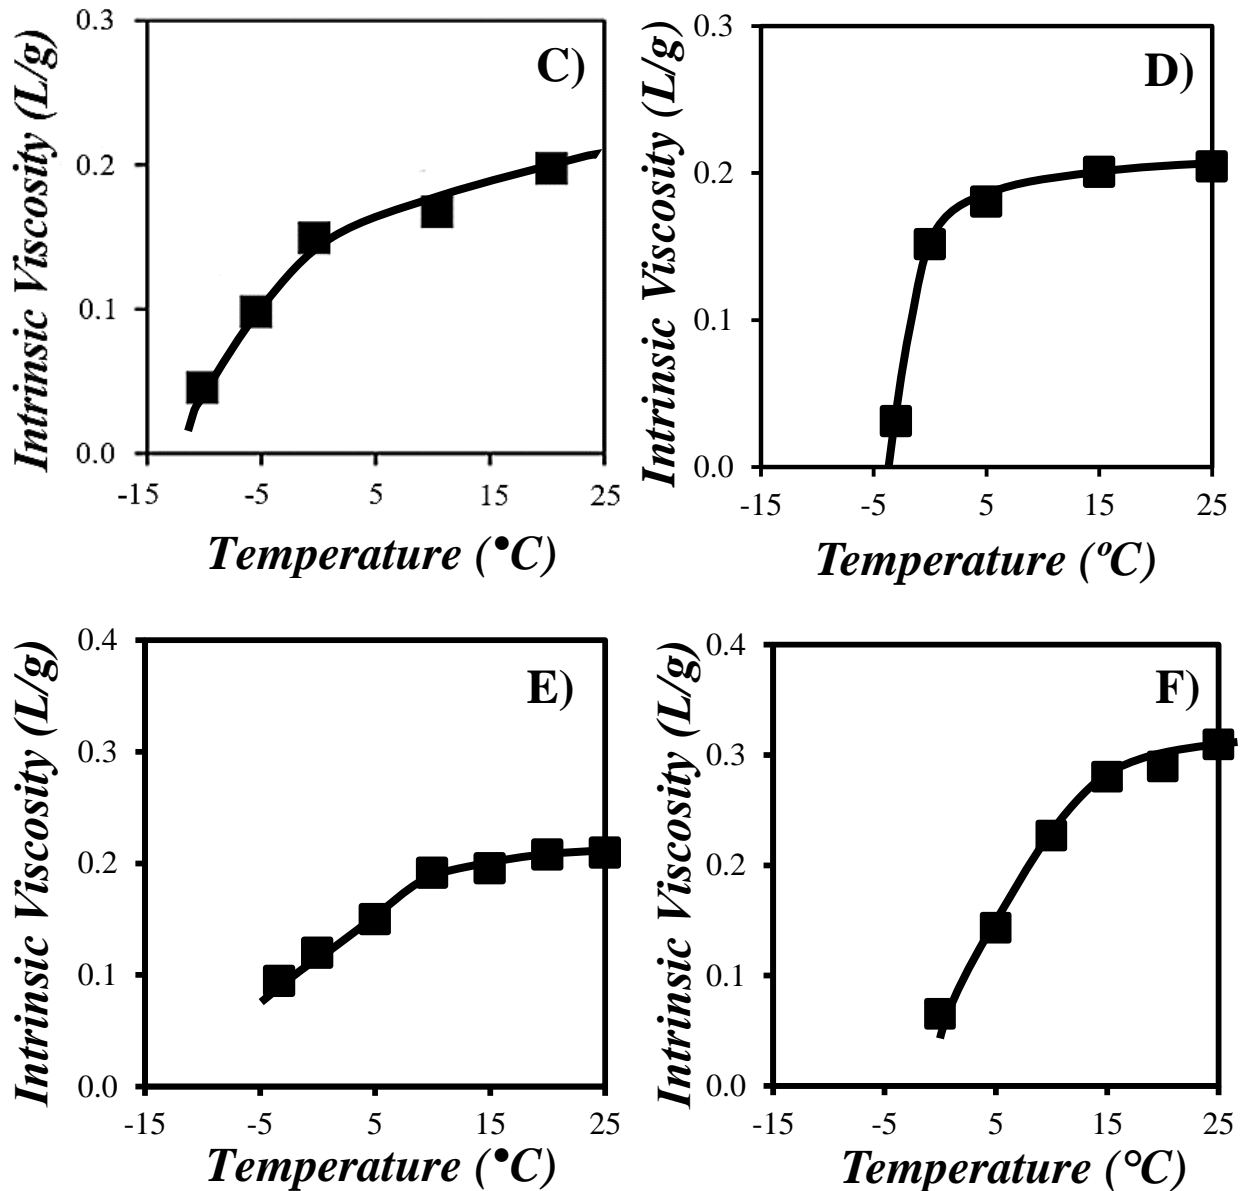 C)
Intrinsic Viscosity (L/g)
0.3
0.2
0.1
0.0
-15 -5 5 15 25
Temperature (•C)
D)
Intrinsic Viscosity (L/g)
0.3
0.2
0.1
0.0
-15 -5 5 15 25
Temperature (ºC)
E)
Intrinsic Viscosity (L/g)
0.4
0.3
0.2
0.1
0.0
-15 -5 5 15 25
Temperature (•C)
F)
Intrinsic Viscosity (L/g)
0.4
0.3
0.2
0.1
0.0
-15 -5 5 15 25
Temperature (°C)